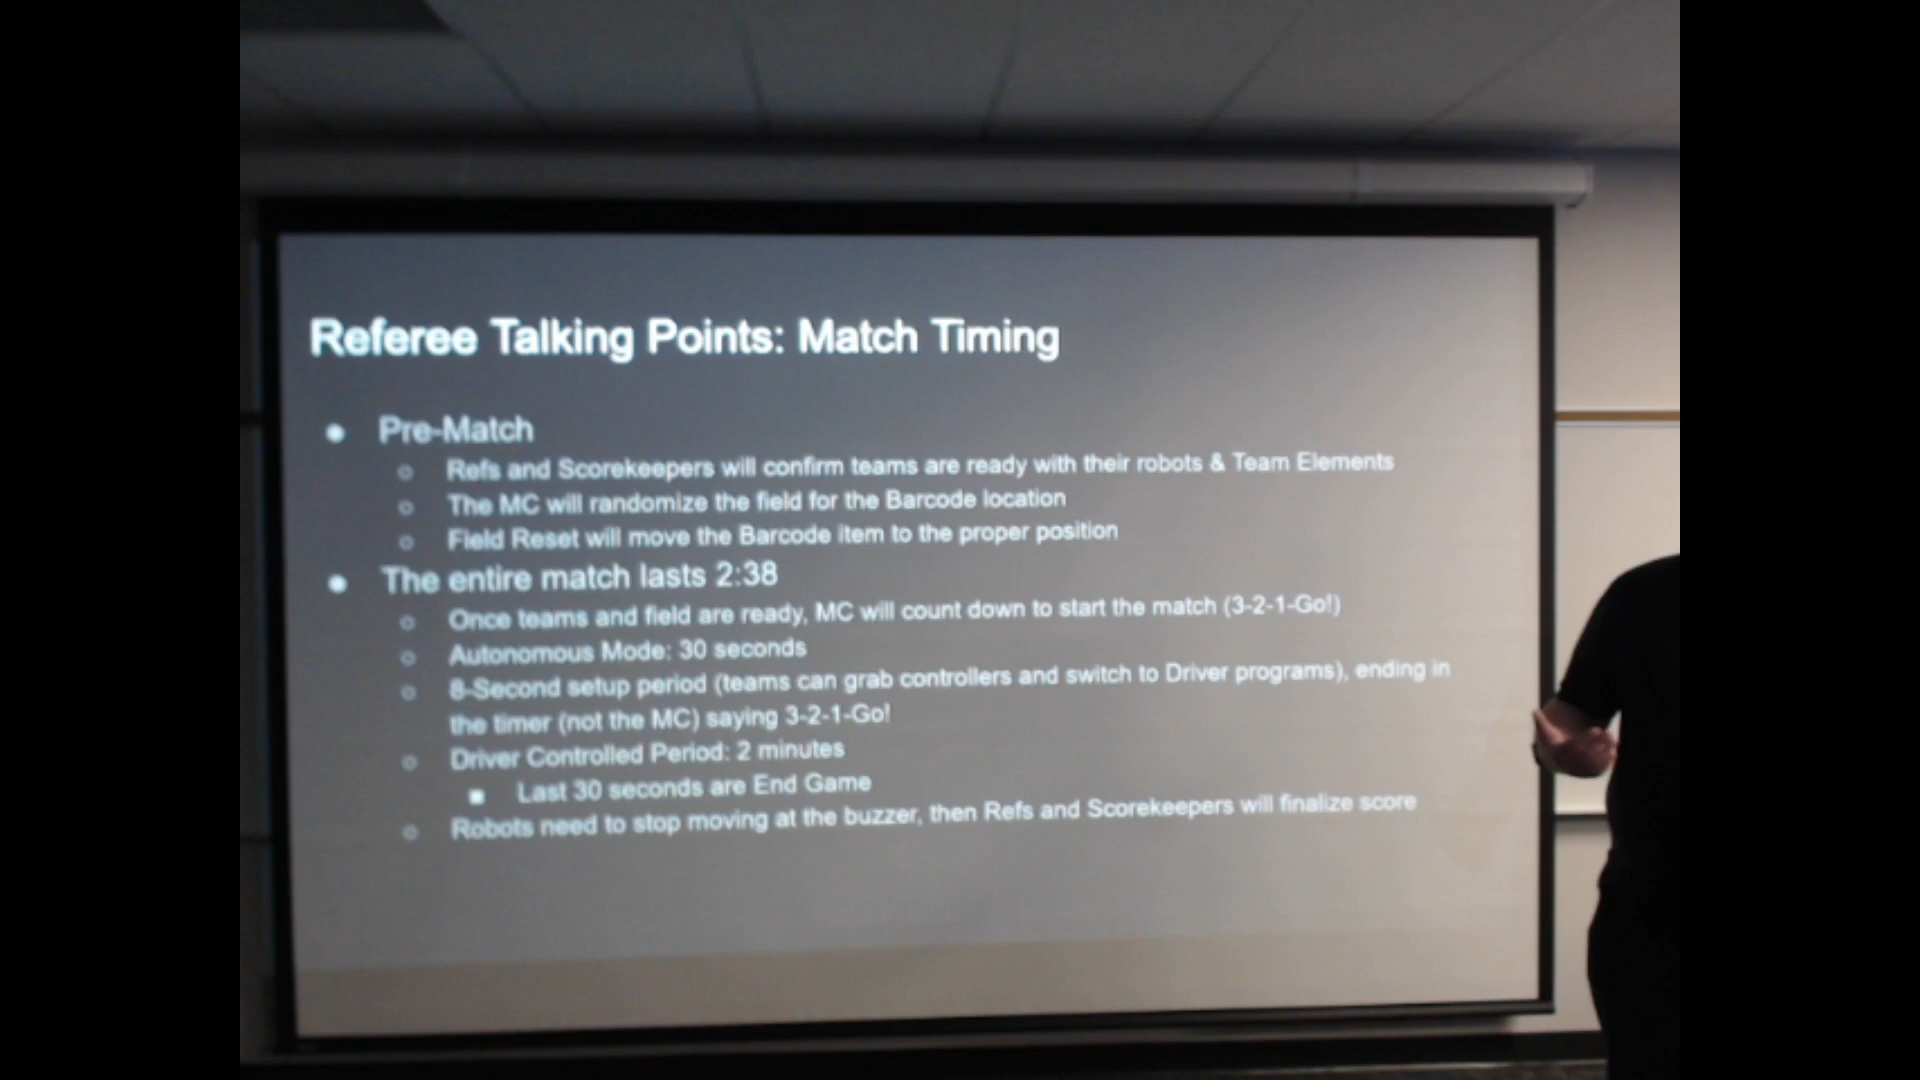 Referee Talking Points: Match Timing
● Pre-Match
○ Refs and Scorekeepers will confirm teams are ready with their robots & Team Elements
○ The MC will randomize the field for the Barcode location
○ Field Reset will move the Barcode item to the proper position
● The entire match lasts 2:38
○ Once teams and field are ready, MC will count down to start the match (3-2-1-Go!)
○ Autonomous Mode: 30 seconds
○ 8-Second setup period (teams can grab controllers and switch to Driver programs), ending in
the timer (not the MC) saying 3-2-1-Go!
○ Driver Controlled Period: 2 minutes
■ Last 30 seconds are End Game
○ Robots need to stop moving at the buzzer, then Refs and Scorekeepers will finalize score